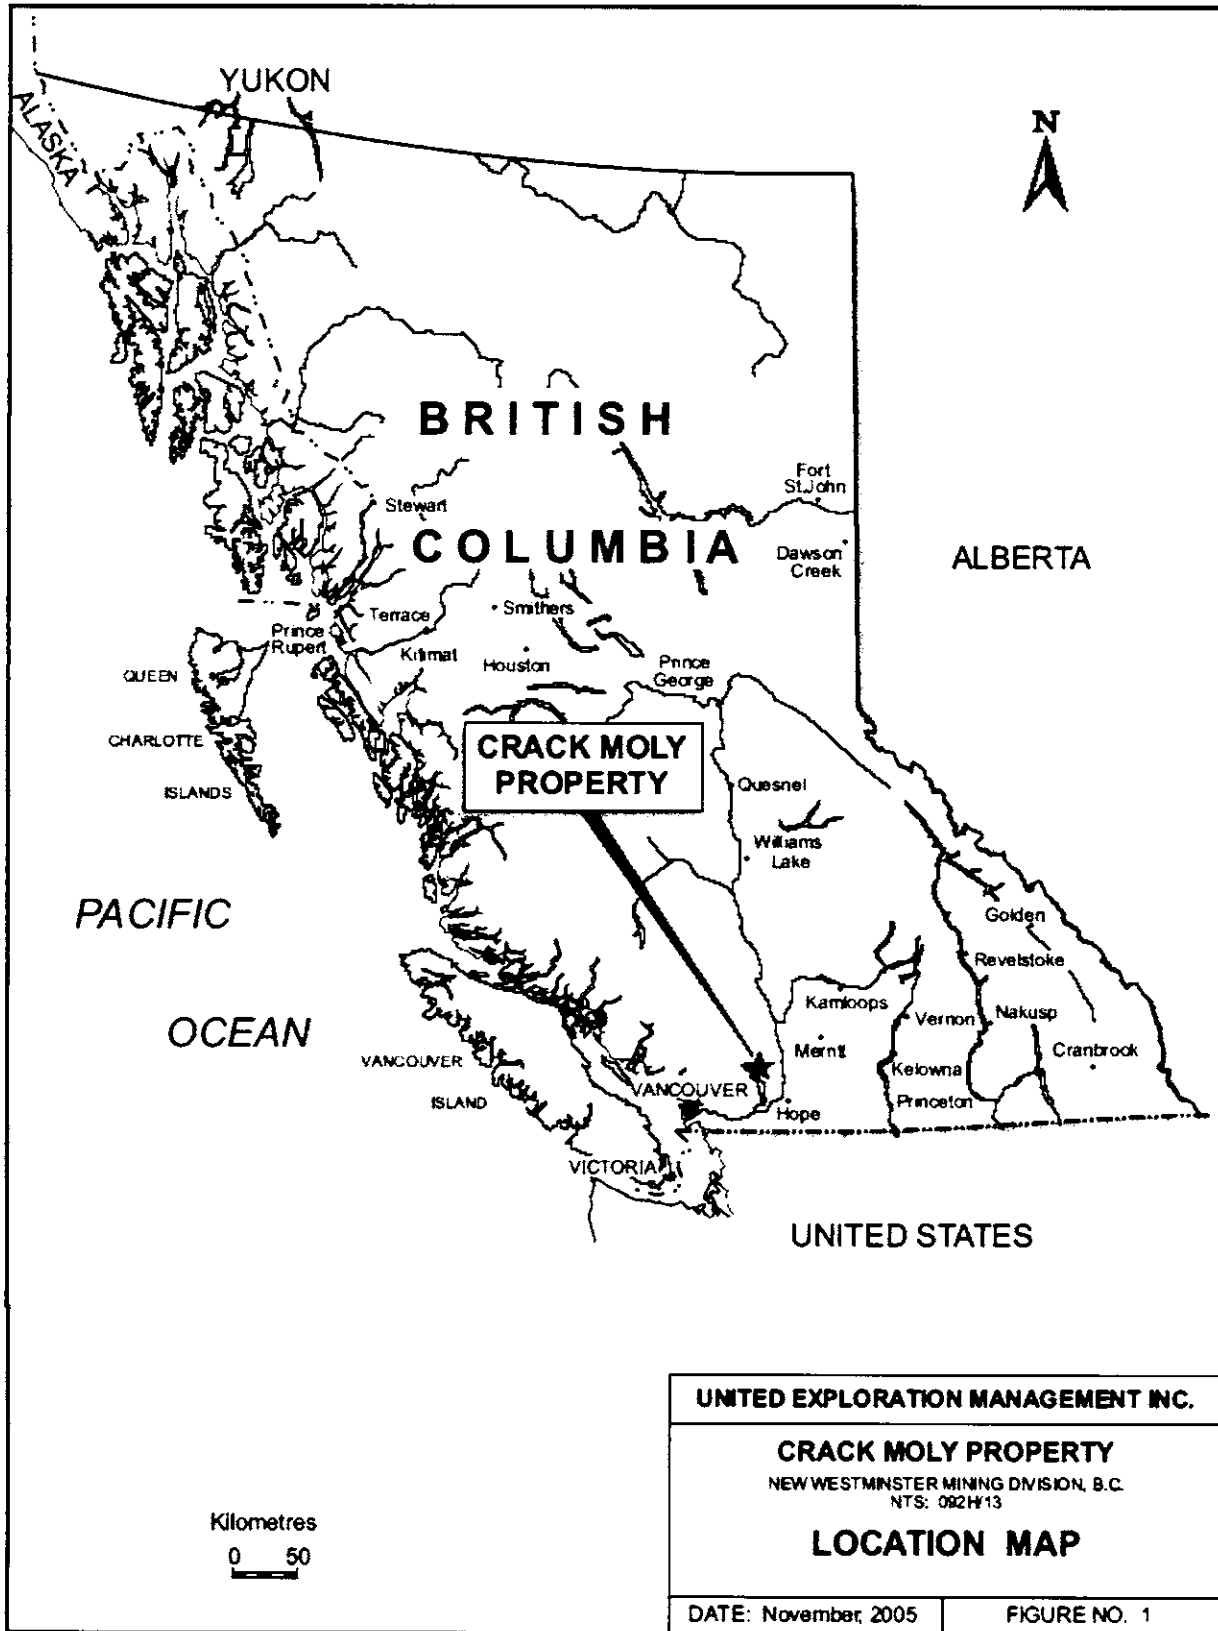 YUKON
ALASKA
N
BRITISH
Fort
St.John
Stewart
COLUMBIA
Dawson
Creek
ALBERTA
Smithers
Terrace
Prince
Rupert
Kitimat
Houston
Prince
George
QUEEN
CHARLOTTE
ISLANDS
CRACK MOLY
PROPERTY
Quesnel
Williams
Lake
PACIFIC
OCEAN
Golden
Revelstoke
Kamloops
Vernon
Nakusp
Merritt
Cranbrook
VANCOUVER
ISLAND
Kelowna
VANCOUVER
Princeton
Hope
VICTORIA
UNITED STATES
UNITED EXPLORATION MANAGEMENT INC.
CRACK MOLY PROPERTY
NEW WESTMINSTER MINING DIVISION, B.C.
NTS: 092H/13
LOCATION MAP
Kilometres
0 50
DATE: November, 2005
FIGURE NO. 1